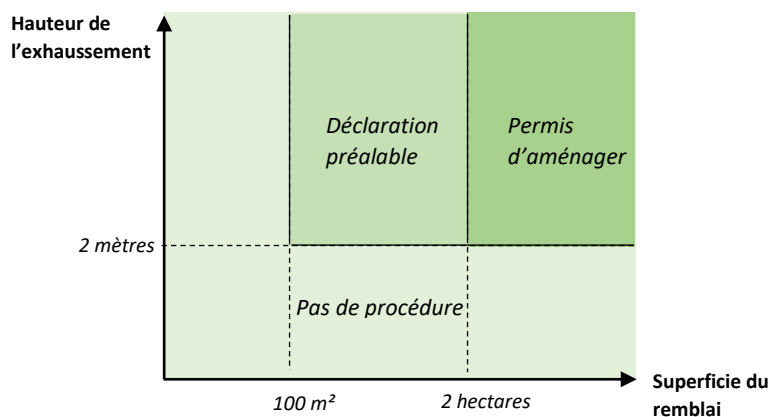 Hauteur de
l’exhaussement
Déclaration
préalable
Permis
d’aménager
2 mètres
Pas de procédure
100 m²
2 hectares
Superficie du
remblai